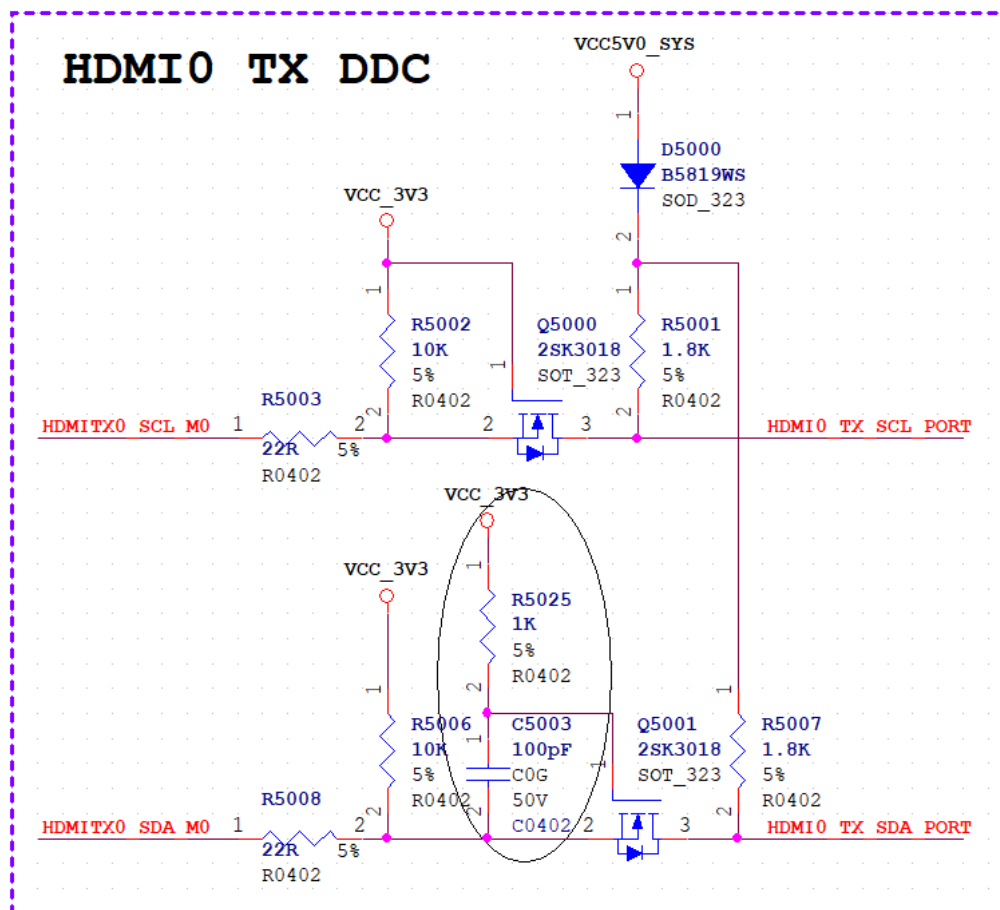 HDMI0 TX DDC
VCC5V0_SYS
1
D5000
B5819WS
SOD_323
2
VCC_3V3
1
R5002
10K
5%
R0402
2
1
Q5000
2SK3018
SOT_323
1
R5001
1.8K
5%
R0402
2
HDMITX0_SCL_M0
1
R5003
2
22R
5%
R0402
2
3
HDMI0_TX_SCL_PORT
VCC_3V3
1
R5025
1K
5%
R0402
2
VCC_3V3
1
R5006
10K
5%
R0402
2
1
C5003
100pF
C0G
50V
C0402
2
1
Q5001
2SK3018
SOT_323
1
R5007
1.8K
5%
R0402
2
HDMITX0_SDA_M0
1
R5008
2
22R
5%
R0402
2
3
HDMI0_TX_SDA_PORT